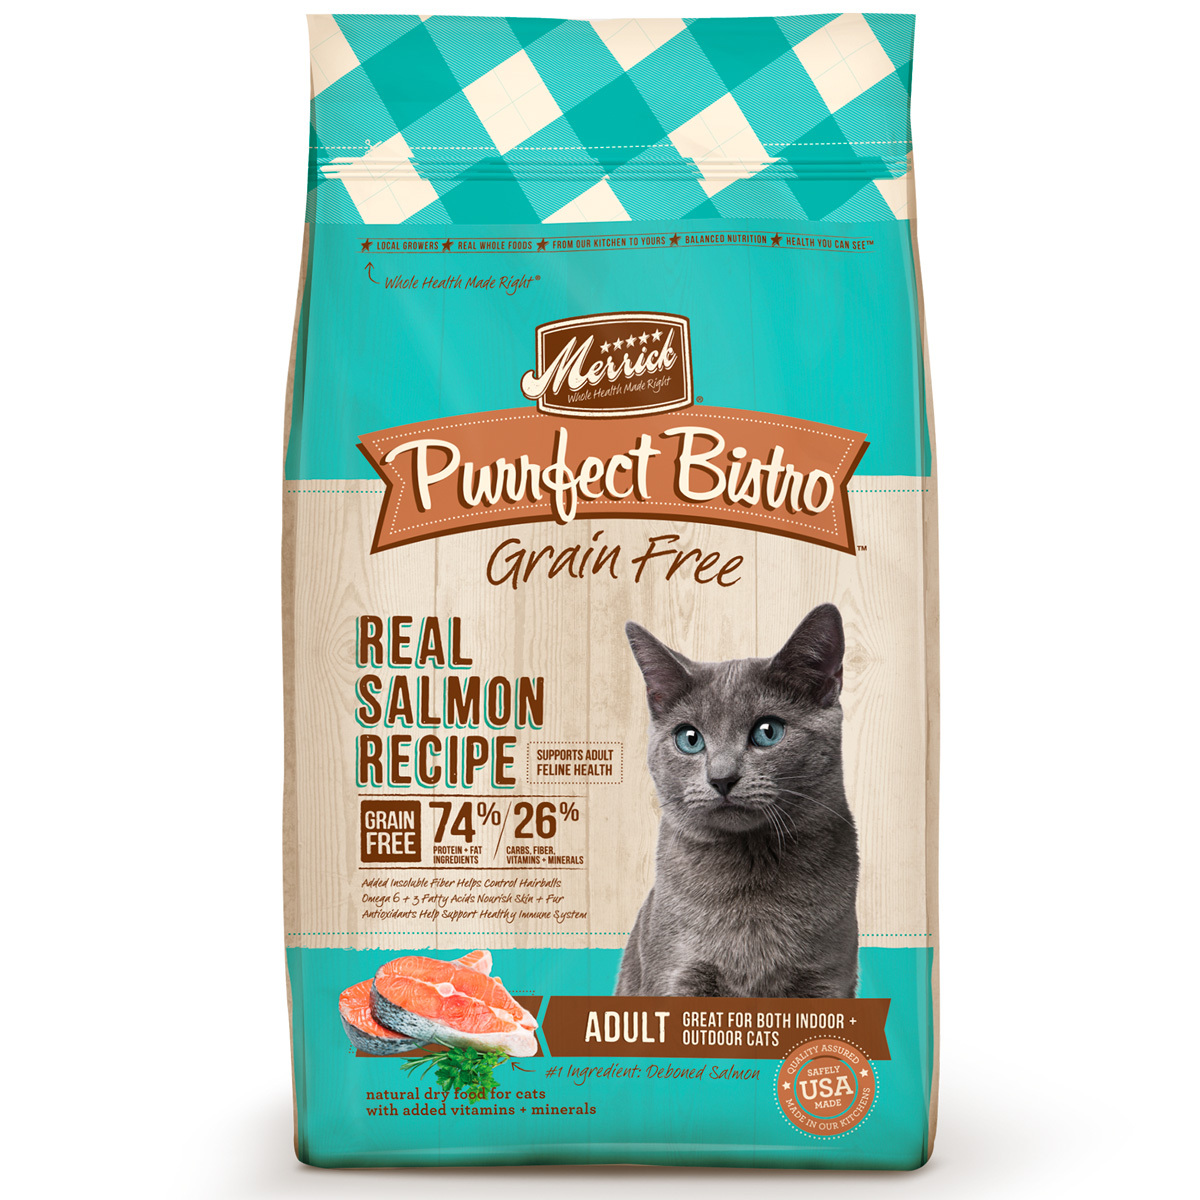 ★ LOCAL GROWERS ★ REAL WHOLE FOODS ★ FROM OUR KITCHEN TO YOURS ★ BALANCED NUTRITION ★ HEALTH YOU CAN SEE™
Whole Health Made Right®
★★★★★
Merrick
Whole Health Made Right
®
Purrfect Bistro
™
Grain Free
REAL
SALMON
RECIPE
SUPPORTS ADULT
FELINE HEALTH
GRAIN
FREE
74% / 26%
PROTEIN + FAT
INGREDIENTS
CARBS, FIBER,
VITAMINS + MINERALS
Added Insoluble Fiber Helps Control Hairballs
Omega 6 + 3 Fatty Acids Nourish Skin + Fur
Antioxidants Help Support Healthy Immune System
ADULT
GREAT FOR BOTH INDOOR +
OUTDOOR CATS
#1 Ingredient: Deboned Salmon
natural dry food for cats
with added vitamins + minerals
QUALITY ASSURED
SAFELY
USA
MADE
MADE IN OUR KITCHENS